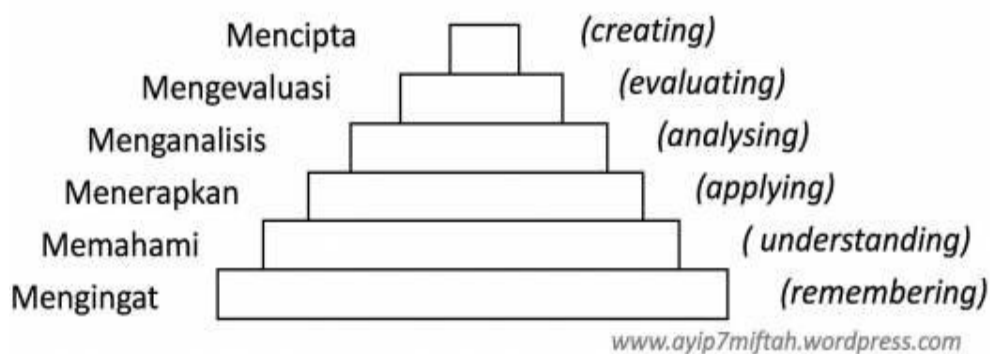 Mencipta (creating)
Mengevaluasi (evaluating)
Menganalisis (analysing)
Menerapkan (applying)
Memahami ( understanding)
Mengingat (remembering)
www.ayip7miftah.wordpress.com